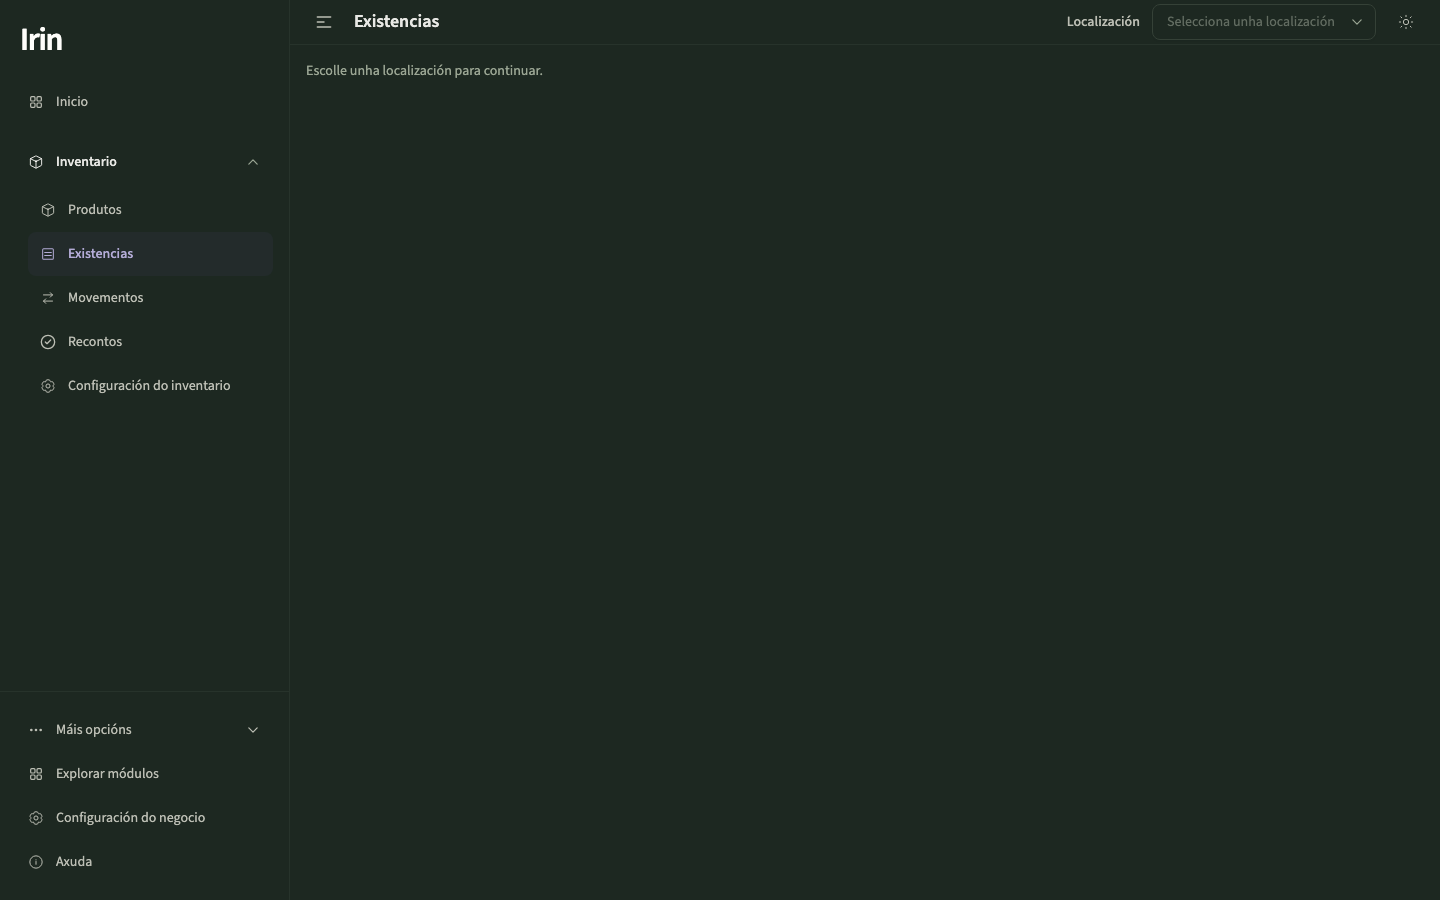 Irin
Inicio
Inventario
Produtos
Existencias
Movementos
Recontos
Configuración do inventario
Máis opcións
Explorar módulos
Configuración do negocio
Axuda
Existencias
Localización
Selecciona unha localización
Escolle unha localización para continuar.